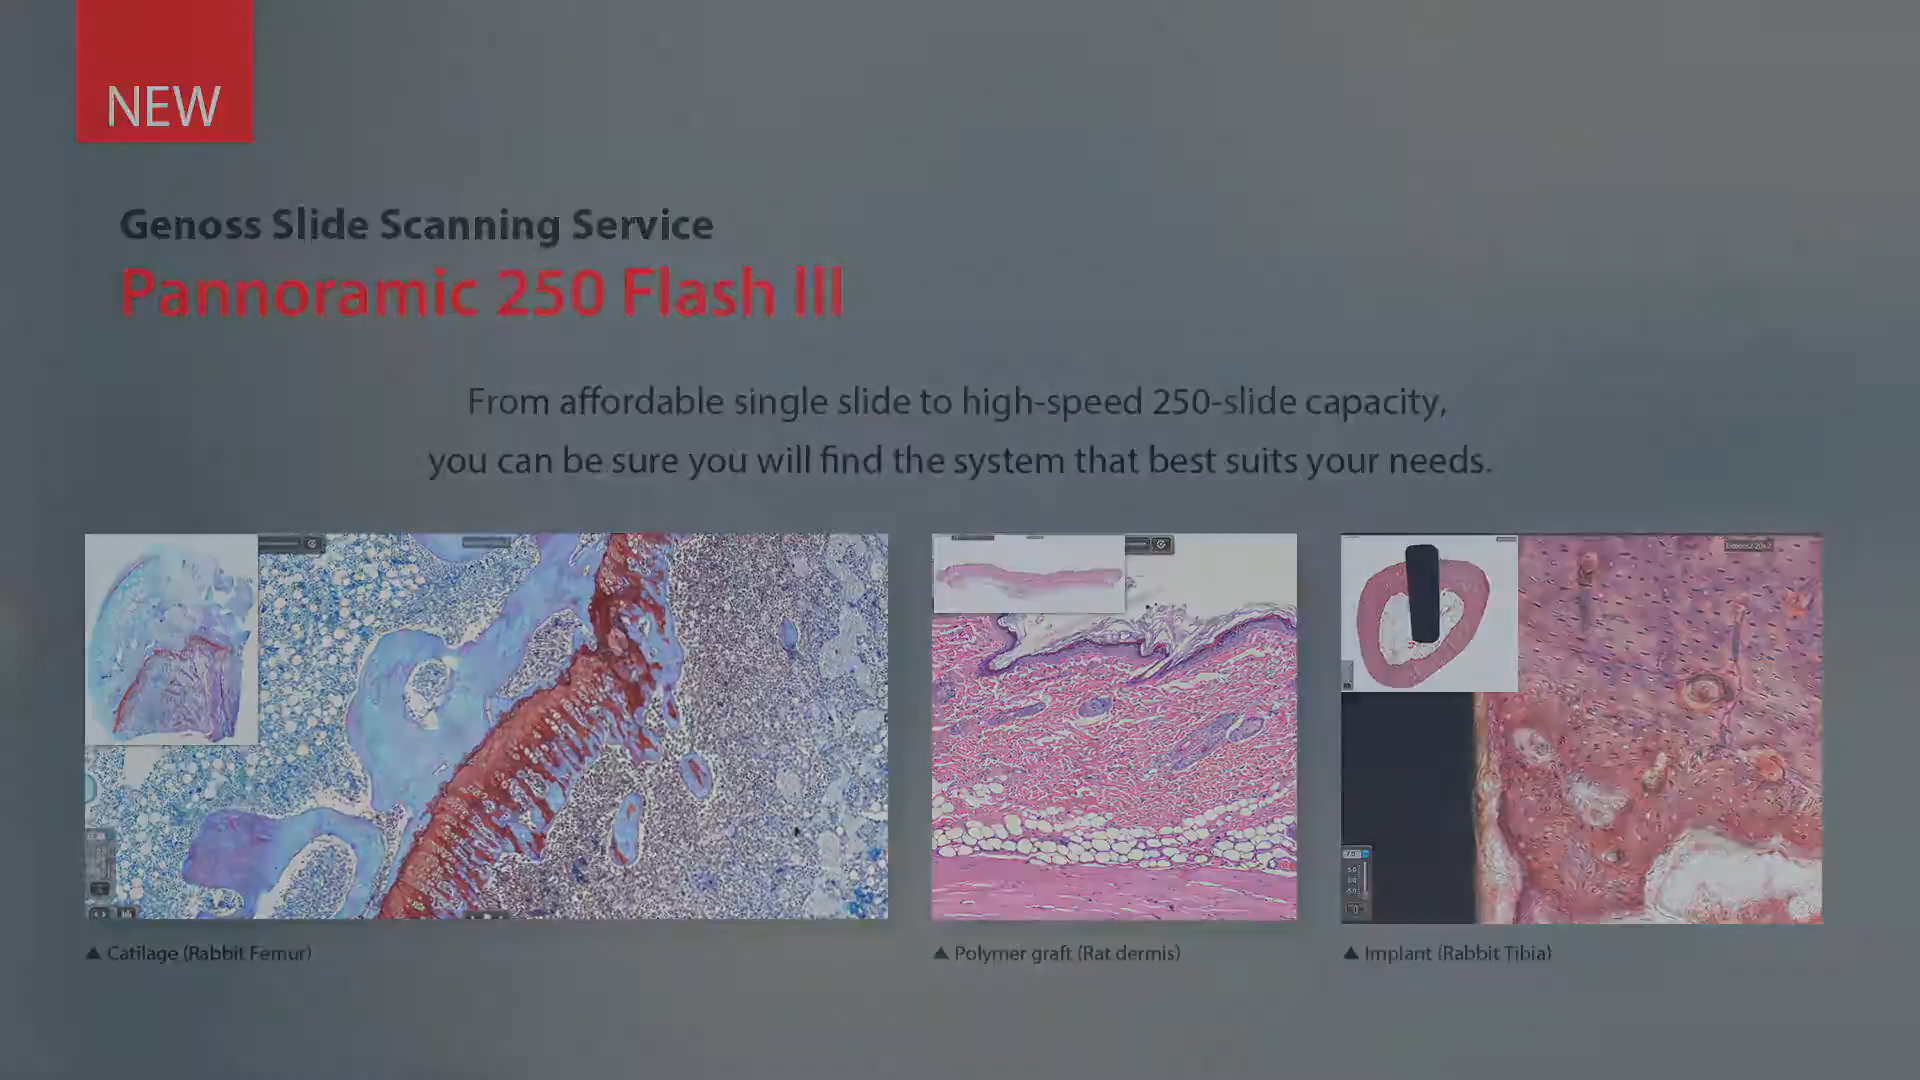 NEW
Genoss Slide Scanning Service
Pannoramic 250 Flash III
From affordable single slide to high-speed 250-slide capacity,
you can be sure you will find the system that best suits your needs.
▲ Catilage (Rabbit Femur)
▲ Polymer graft (Rat dermis)
▲ Implant (Rabbit Tibia)